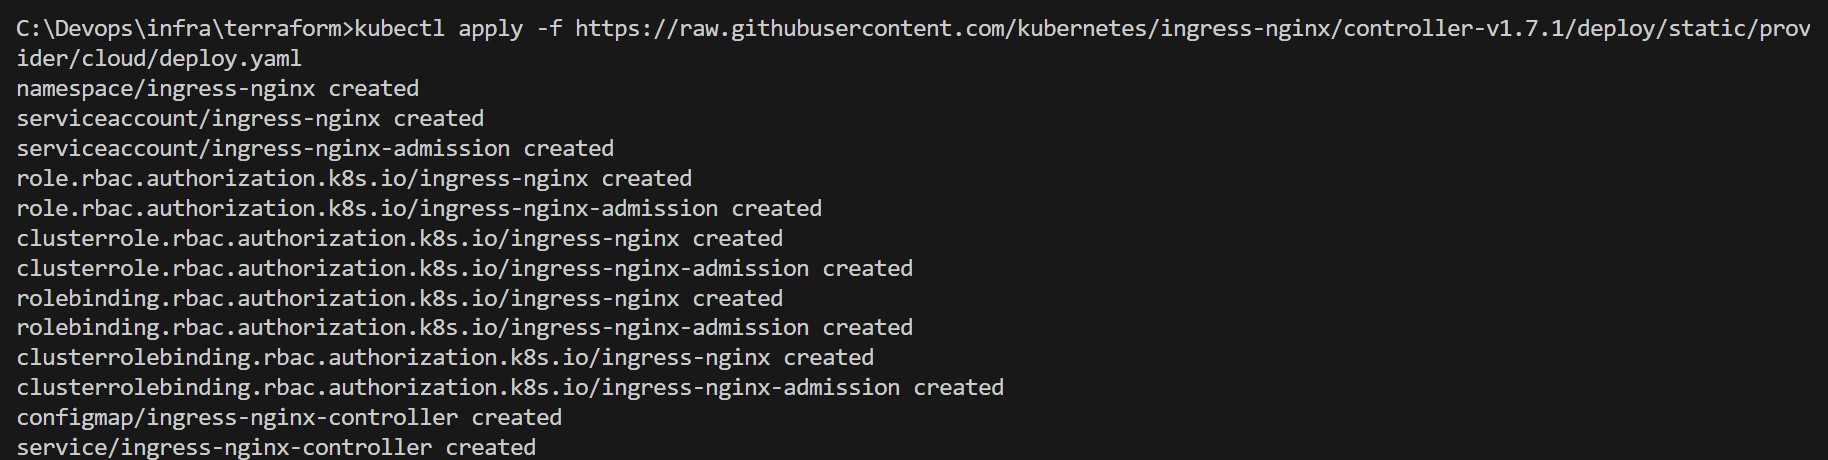 C:\Devops\infra\terraform>kubectl apply -f https://raw.githubusercontent.com/kubernetes/ingress-nginx/controller-v1.7.1/deploy/static/prov
ider/cloud/deploy.yaml
namespace/ingress-nginx created
serviceaccount/ingress-nginx created
serviceaccount/ingress-nginx-admission created
role.rbac.authorization.k8s.io/ingress-nginx created
role.rbac.authorization.k8s.io/ingress-nginx-admission created
clusterrole.rbac.authorization.k8s.io/ingress-nginx created
clusterrole.rbac.authorization.k8s.io/ingress-nginx-admission created
rolebinding.rbac.authorization.k8s.io/ingress-nginx created
rolebinding.rbac.authorization.k8s.io/ingress-nginx-admission created
clusterrolebinding.rbac.authorization.k8s.io/ingress-nginx created
clusterrolebinding.rbac.authorization.k8s.io/ingress-nginx-admission created
configmap/ingress-nginx-controller created
service/ingress-nginx-controller created